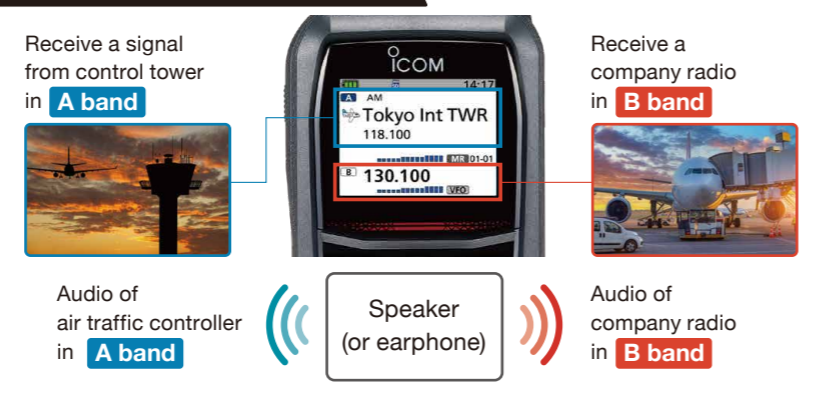 Receive a signal
from control tower
in A band
ICOM
14:17
A AM
Tokyo Int TWR
118.100
MR 01-01
B 130.100
VFO
Receive a
company radio
in B band
Audio of
air traffic controller
in A band
Speaker
(or earphone)
Audio of
company radio
in B band